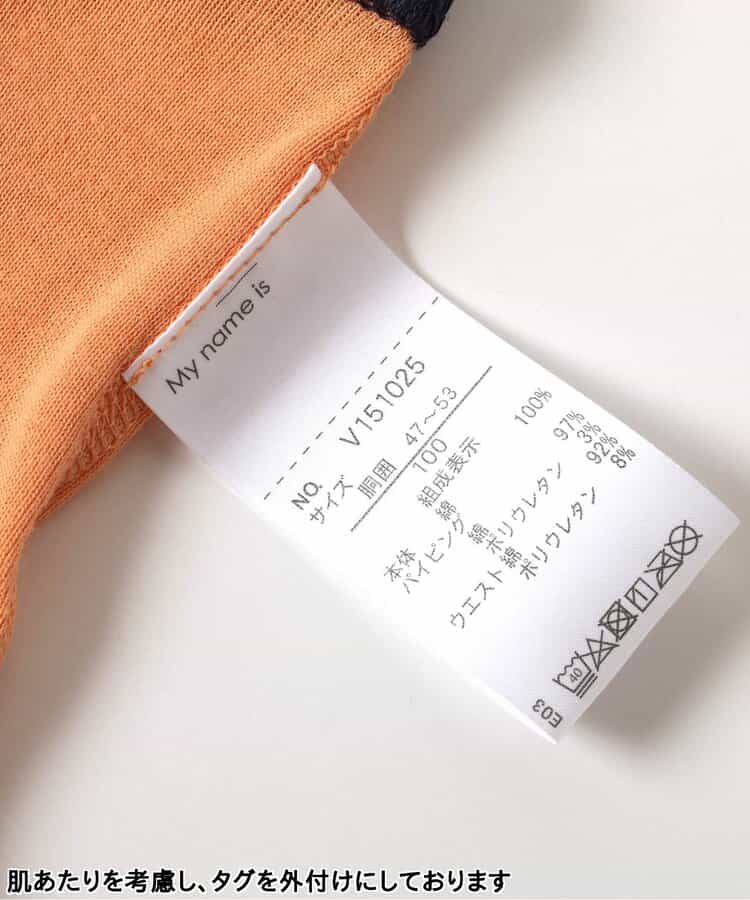 My name is
NO. V151025
サイズ
胴囲 47～53
100
組成表示
本体
綿 100%
パイピング
綿 97%
ポリウレタン 3%
ウエスト綿 92%
ポリウレタン 8%
40
E03
肌あたりを考慮し、タグを外付けにしております